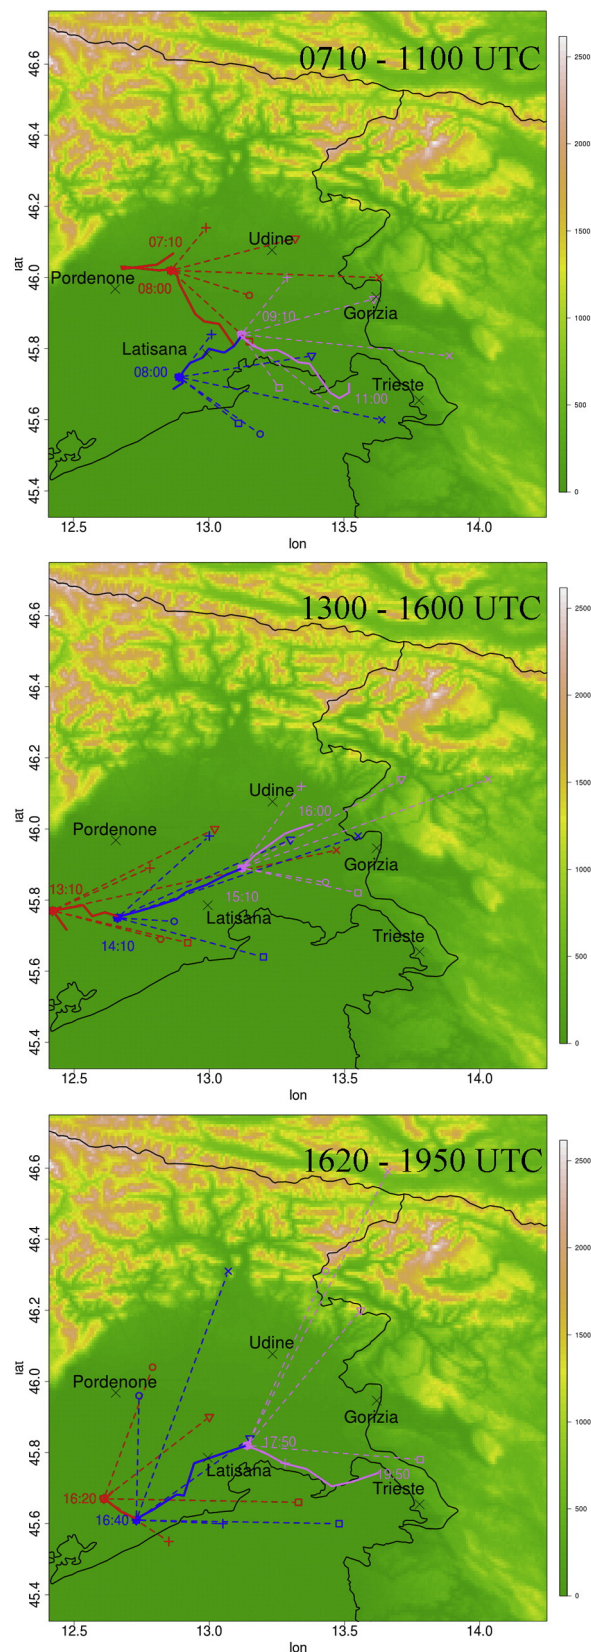 0710 - 1100 UTC
46.6
46.4
46.2
46.0
45.8
45.6
45.4
lat
07:10
Udine
Pordenone
08:00
09:10
Gorizia
Latisana
08:00
Trieste
11:00
12.5
13.0
13.5
14.0
lon
2500
2000
1500
1000
500
0
1300 - 1600 UTC
46.6
46.4
46.2
46.0
45.8
45.6
45.4
lat
Udine
16:00
Pordenone
Gorizia
13:10
15:10
Latisana
14:10
Trieste
12.5
13.0
13.5
14.0
lon
2500
2000
1500
1000
500
0
1620 - 1950 UTC
46.6
46.4
46.2
46.0
45.8
45.6
45.4
lat
Udine
Pordenone
Gorizia
17:50
Latisana
19:50
Trieste
16:20
16:40
12.5
13.0
13.5
14.0
lon
2500
2000
1500
1000
500
0